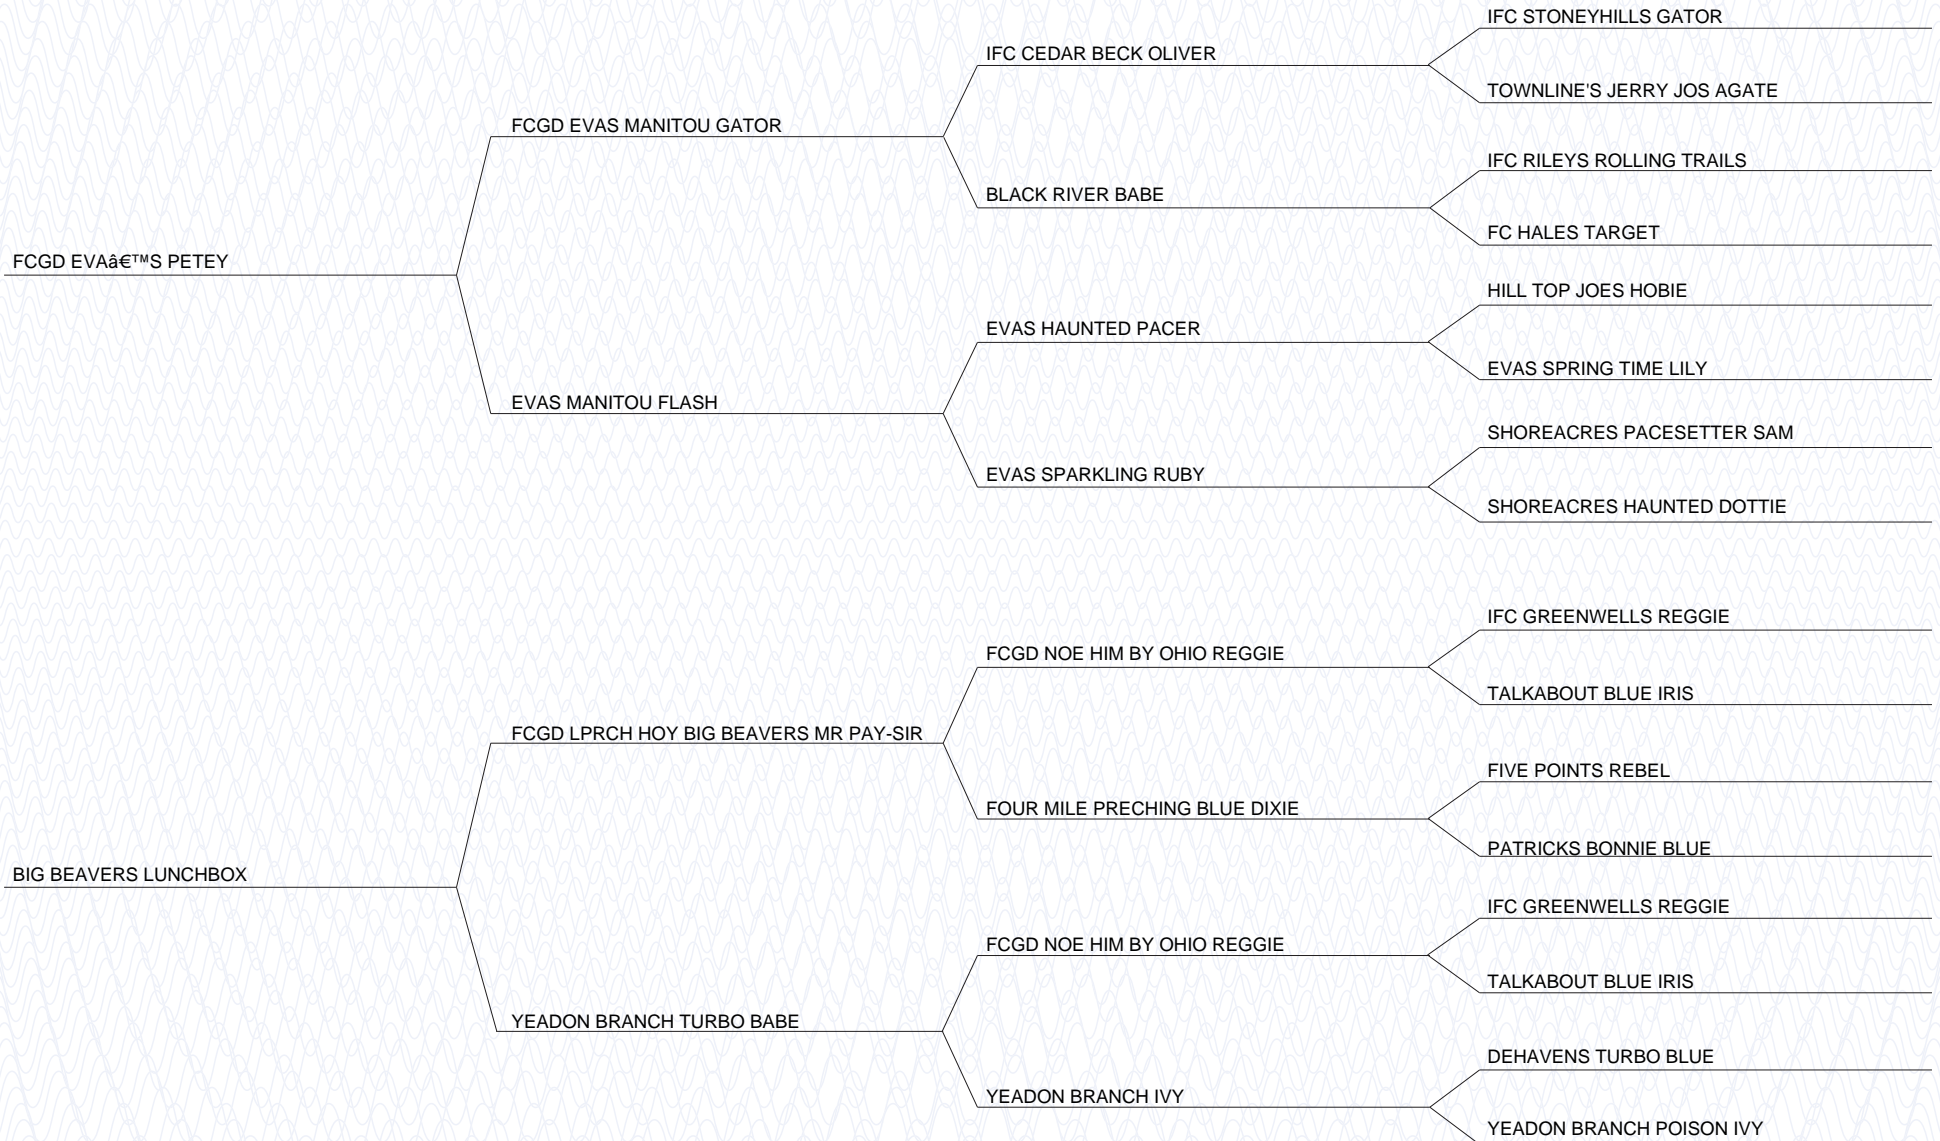 IFC STONEYHILLS GATOR
IFC CEDAR BECK OLIVER
TOWNLINE'S JERRY JOS AGATE
FCGD EVAS MANITOU GATOR
IFC RILEYS ROLLING TRAILS
BLACK RIVER BABE
FC HALES TARGET
FCGD EVAâ€™S PETEY
HILL TOP JOES HOBIE
EVAS HAUNTED PACER
EVAS SPRING TIME LILY
EVAS MANITOU FLASH
SHOREACRES PACESETTER SAM
EVAS SPARKLING RUBY
SHOREACRES HAUNTED DOTTIE
IFC GREENWELLS REGGIE
FCGD NOE HIM BY OHIO REGGIE
TALKABOUT BLUE IRIS
FCGD LPRCH HOY BIG BEAVERS MR PAY-SIR
FIVE POINTS REBEL
FOUR MILE PRECHING BLUE DIXIE
PATRICKS BONNIE BLUE
BIG BEAVERS LUNCHBOX
IFC GREENWELLS REGGIE
FCGD NOE HIM BY OHIO REGGIE
TALKABOUT BLUE IRIS
YEADON BRANCH TURBO BABE
DEHAVENS TURBO BLUE
YEADON BRANCH IVY
YEADON BRANCH POISON IVY